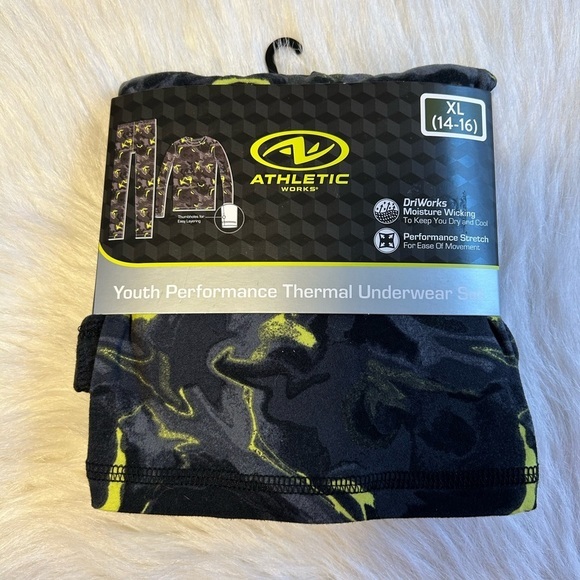 XL
(14-16)
ATHLETIC
WORKS®
Thumbholes for
Easy Layering
DriWorks
Moisture Wicking
To Keep You Dry and Cool
Performance Stretch
For Ease Of Movement
Youth Performance Thermal Underwear Set